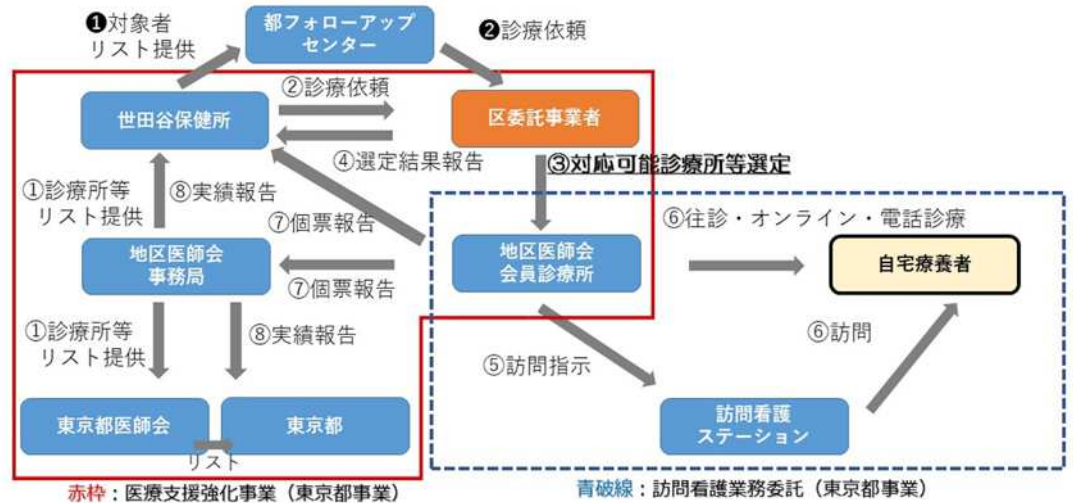 ❶対象者
リスト提供
都フォローアップ
センター
❷診療依頼
世田谷保健所
②診療依頼
④選定結果報告
区委託事業者
③対応可能診療所等選定
①診療所等
リスト提供
⑧実績報告
⑦個票報告
地区医師会
事務局
⑦個票報告
地区医師会
会員診療所
⑥往診・オンライン・電話診療
自宅療養者
①診療所等
リスト提供
⑧実績報告
⑤訪問指示
⑥訪問
東京都医師会
リスト
東京都
訪問看護
ステーション
赤枠：医療支援強化事業（東京都事業）
青破線：訪問看護業務委託（東京都事業）